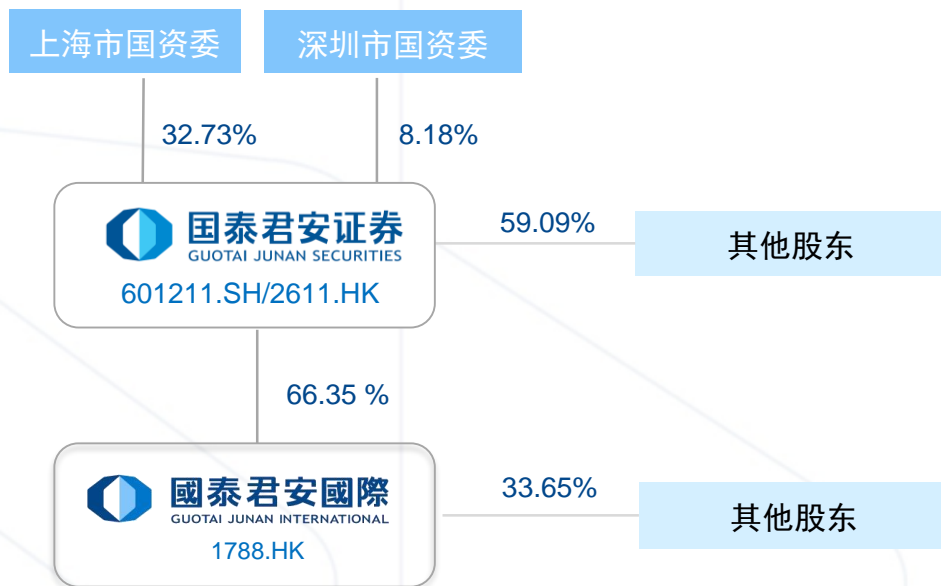 上海市国资委
深圳市国资委
32.73%
8.18%
国泰君安证券
GUOTAI JUNAN SECURITIES
601211.SH/2611.HK
59.09%
其他股东
66.35 %
國泰君安國際
GUOTAI JUNAN INTERNATIONAL
1788.HK
33.65%
其他股东